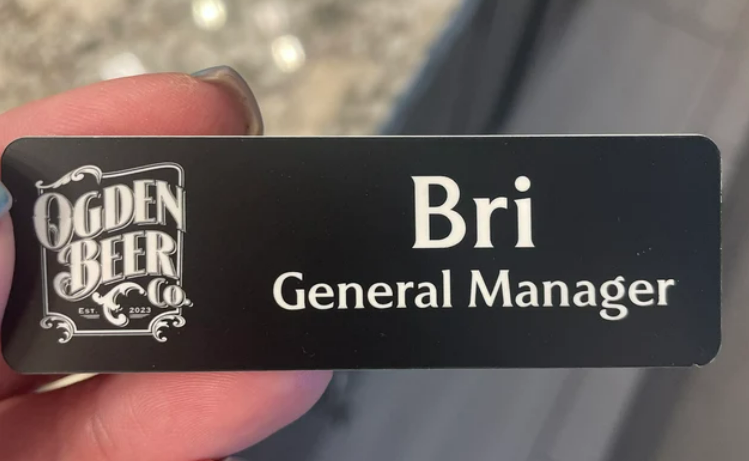 OGDEN
BEER
Co.
EST. 2023
Bri
General Manager